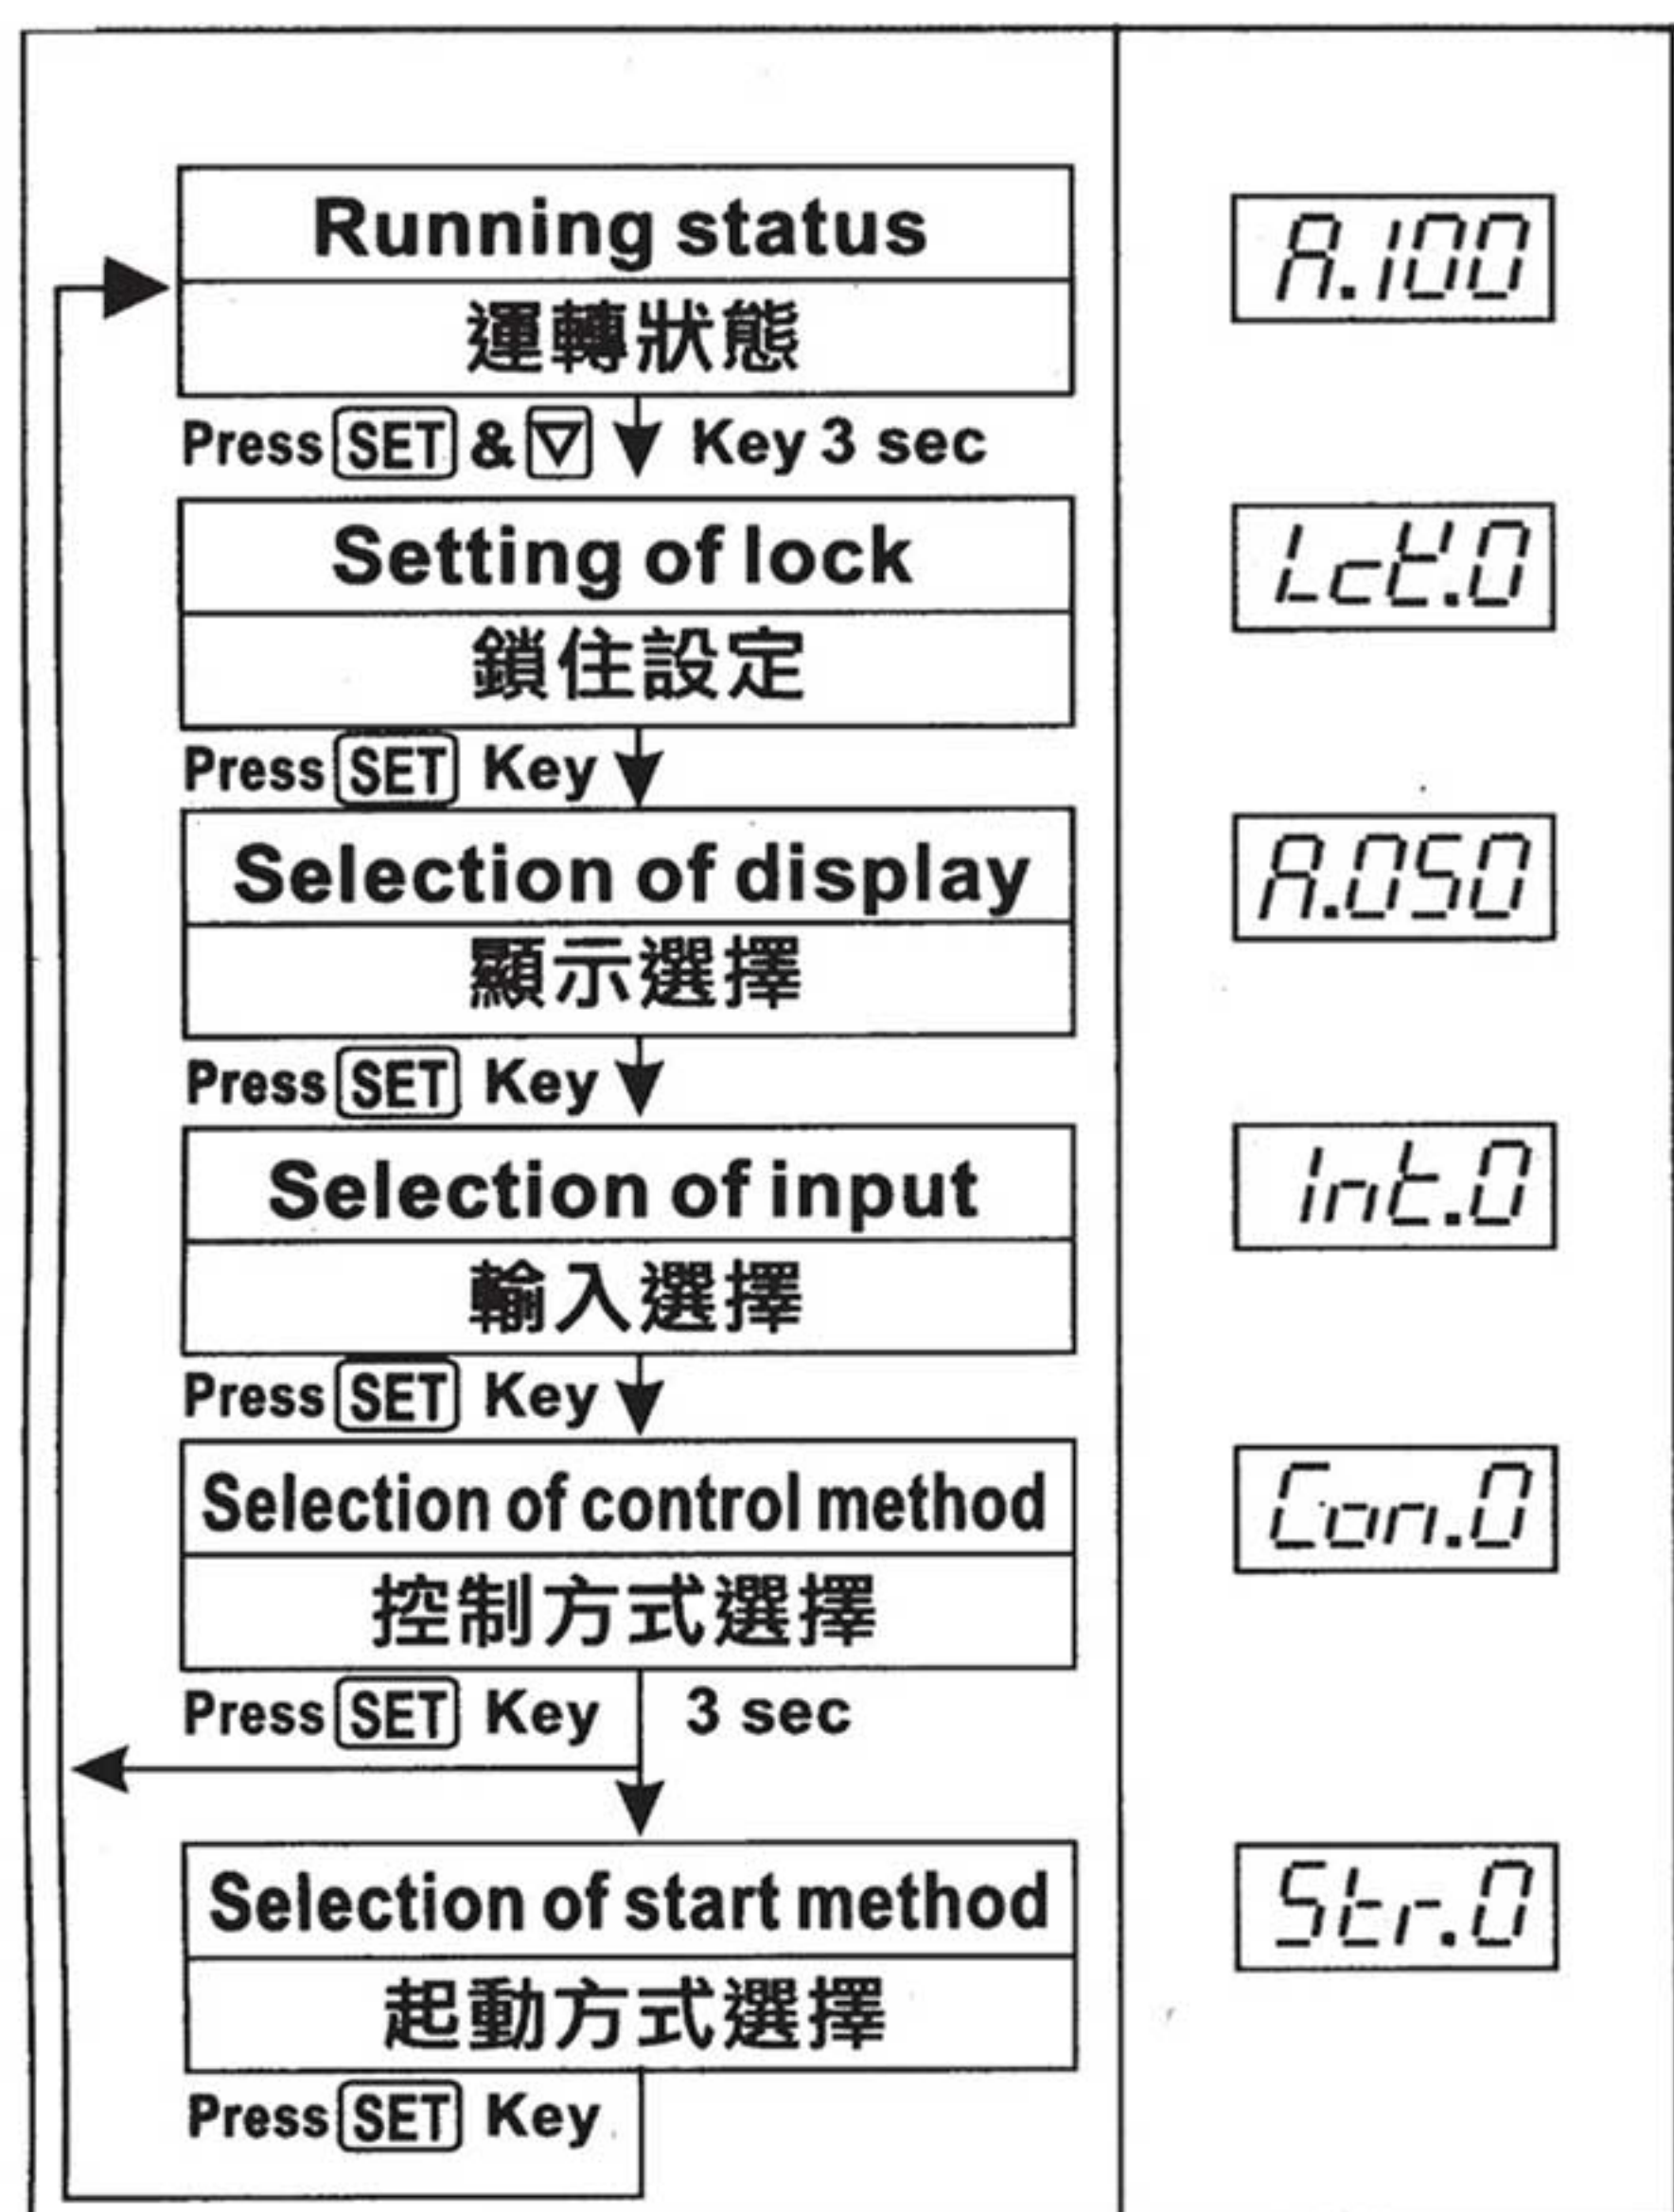 Running status
A.100
運轉狀態
Press SET & ▽ Key 3 sec
Setting of lock
LcK.0
鎖住設定
Press SET Key
Selection of display
A.050
顯示選擇
Press SET Key
Selection of input
Int.0
輸入選擇
Press SET Key
Selection of control method
Con.0
控制方式選擇
Press SET Key 3 sec
Selection of start method
Str.0
起動方式選擇
Press SET Key